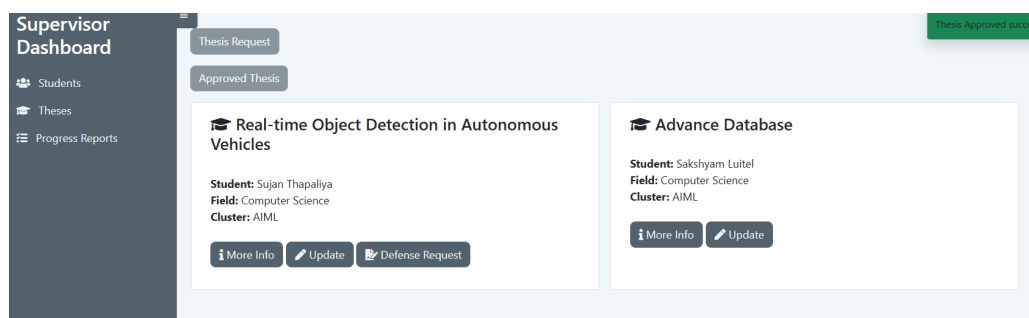 Supervisor
Dashboard
Students
Theses
Progress Reports
Thesis Request
Approved Thesis
Thesis Approved
Real-time Object Detection in Autonomous
Vehicles
Student: Sujan Thapaliya
Field: Computer Science
Cluster: AIML
More Info
Update
Defense Request
Advance Database
Student: Sakshyam Luitel
Field: Computer Science
Cluster: AIML
More Info
Update